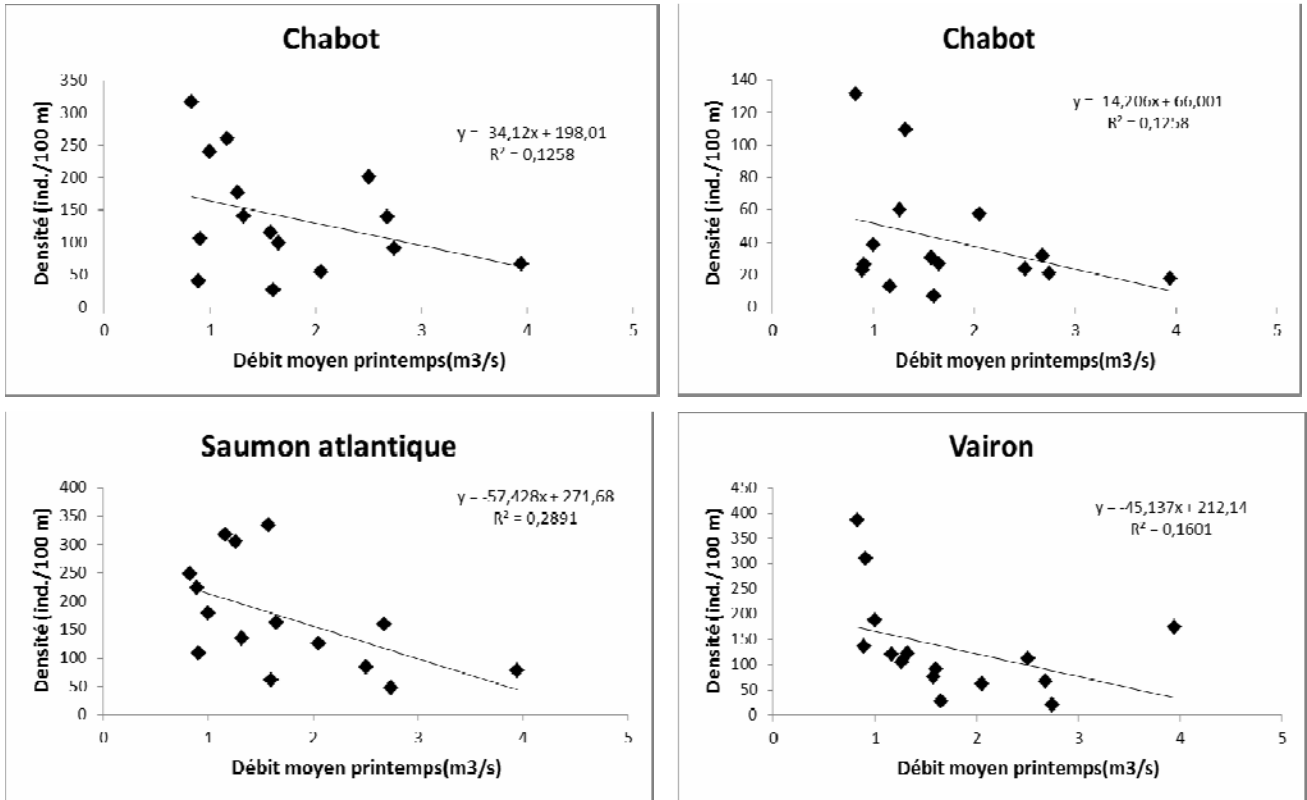 Chabot
350
300
250
200
150
100
50
0
Densité (ind./100 m)
y = 34,12x + 198,01
R² = 0,1258
0 1 2 3 4 5
Débit moyen printemps(m3/s)
Chabot
140
120
100
80
60
40
20
0
Densité (ind./100 m)
y = 14,206x + 66,001
R² = 0,1258
0 1 2 3 4 5
Débit moyen printemps(m3/s)
Saumon atlantique
400
350
300
250
200
150
100
50
0
Densité (ind./100 m)
y = -57,428x + 271,68
R² = 0,2891
0 1 2 3 4 5
Débit moyen printemps(m3/s)
Vairon
450
400
350
300
250
200
150
100
50
0
Densité (ind./100 m)
y = -45,137x + 212,14
R² = 0,1601
0 1 2 3 4 5
Débit moyen printemps(m3/s)